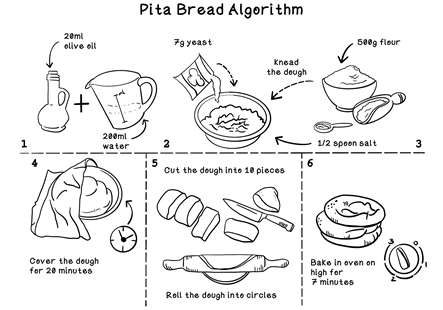 Pita Bread Algorithm
20ml
olive oil
200ml
water
1
7g yeast
2
Knead
the dough
500g flour
1/2 spoon salt
3
4
Cover the dough
for 20 minutes
5
Cut the dough into 10 pieces
Roll the dough into circles
6
Bake in even on
high for
7 minutes
3 0
2